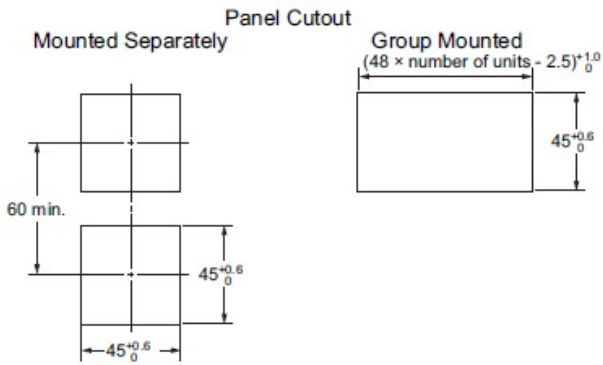 Panel Cutout
Mounted Separately
Group Mounted
(48 × number of units - 2.5)+1.0 0
45+0.6 0
60 min.
45+0.6 0
45+0.6 0